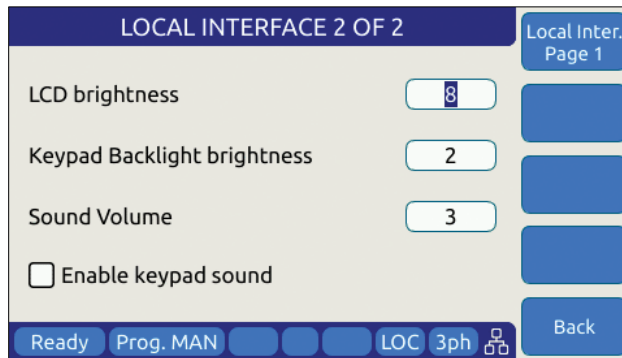 LOCAL INTERFACE 2 OF 2
Local Inter.
Page 1
LCD brightness
8
Keypad Backlight brightness
2
Sound Volume
3
Enable keypad sound
Back
Ready
Prog. MAN
LOC
3ph